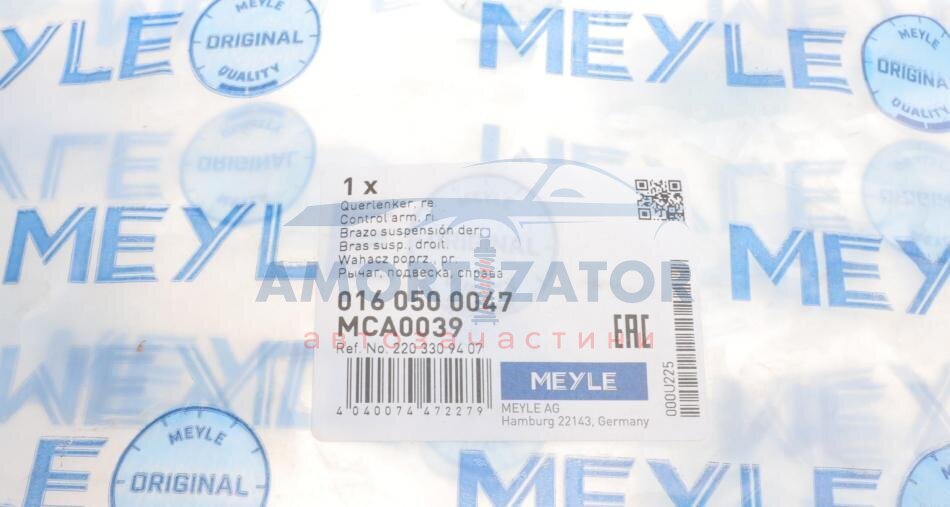 MEYLE
MEYLE
ORIGINAL
QUALITY
MEYLE
MEYLE
ORIGINAL
QUALITY
MEYLE
1 x
Querlenker, re.
Control arm, ri.
Brazo suspensión der.
Bras susp., droit.
Wahacz poprz., pr.
Рычаг, подвеска, справа
016 050 0047
MCA0039
Ref. No. 220 330 94 07
4 040074 472279
EAC
MEYLE
MEYLE AG
Hamburg 22143, Germany
000U225
AMORTIZATOR
автозапчастини
MEYLE
ORIGINAL
MEYLE